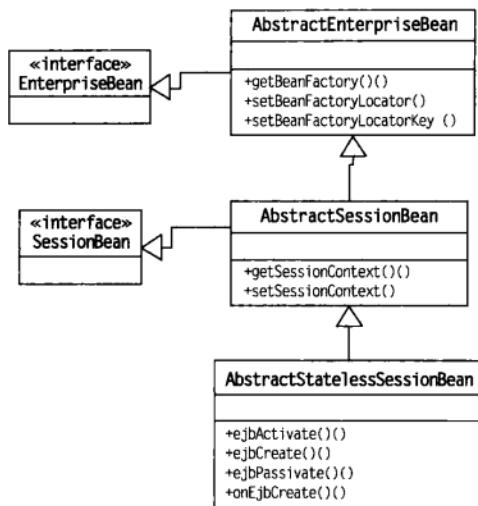 AbstractEnterpriseBean
«interface»
EnterpriseBean
+getBeanFactory()()
+setBeanFactoryLocator()
+setBeanFactoryLocatorKey ()
«interface»
SessionBean
AbstractSessionBean
+getSessionContext()()
+setSessionContext()
AbstractStatelessSessionBean
+ejbActivate()()
+ejbCreate()()
+ejbPassivate()()
+onEjbCreate()()